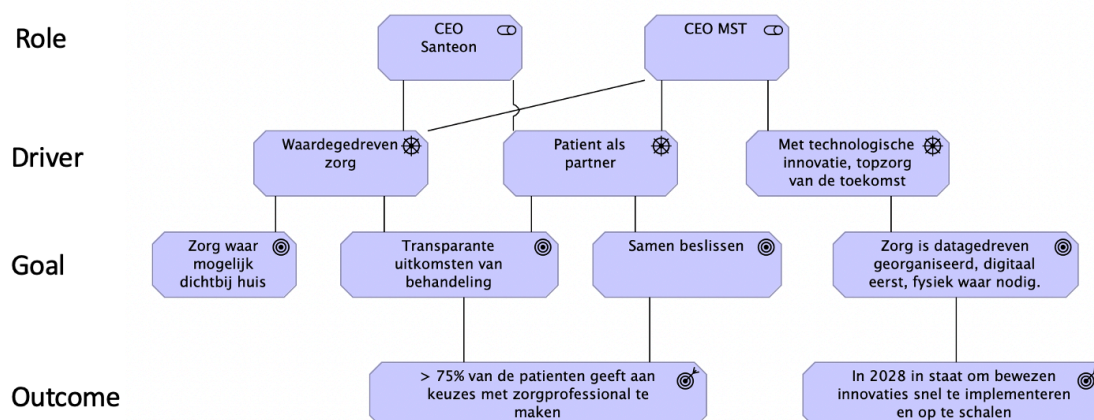 Role
CEO
Santeon
CEO MST
Driver
Waardegedreven
zorg
Patient als
partner
Met technologische
innovatie, topzorg
van de toekomst
Goal
Zorg waar
mogelijk
dichtbij huis
Transparante
uitkomsten van
behandeling
Samen beslissen
Zorg is datagedreven
georganiseerd, digitaal
eerst, fysiek waar nodig.
Outcome
> 75% van de patienten geeft aan
keuzes met zorgprofessional te
maken
In 2028 in staat om bewezen
innovaties snel te implementeren
en op te schalen